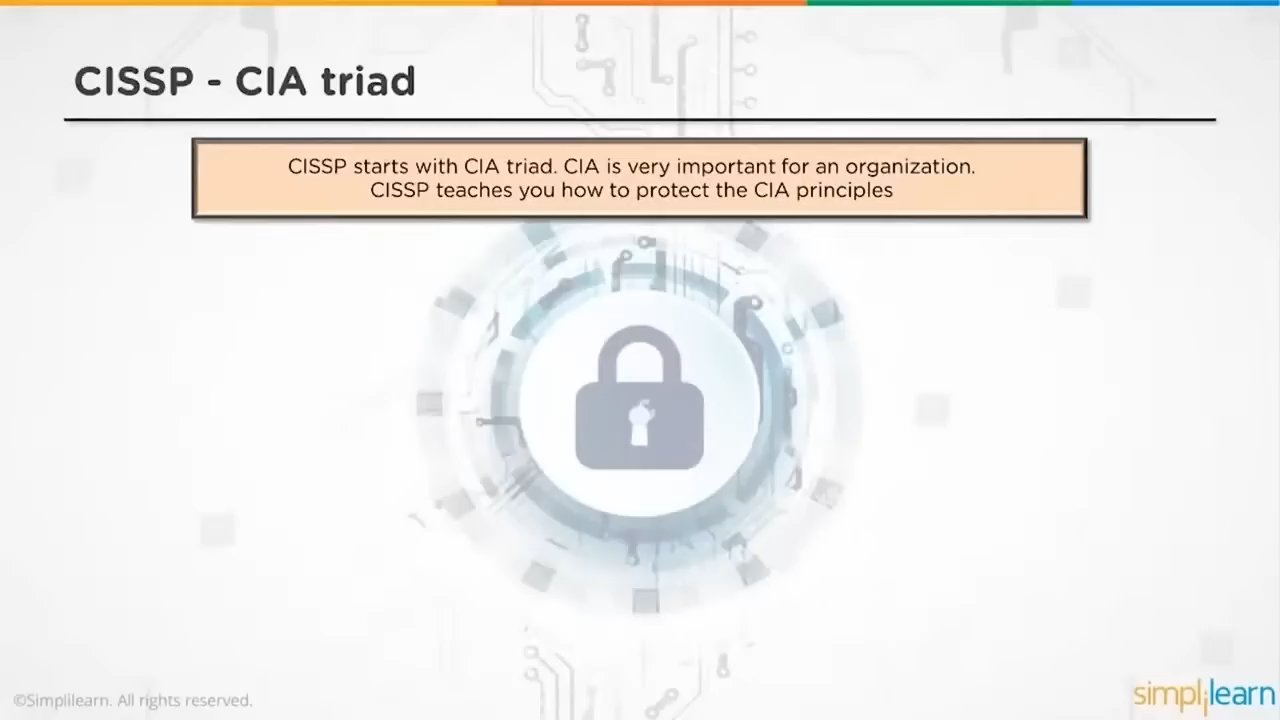 CISSP - CIA triad
CISSP starts with CIA triad. CIA is very important for an organization.
CISSP teaches you how to protect the CIA principles
©Simplilearn. All rights reserved.
simplilearn